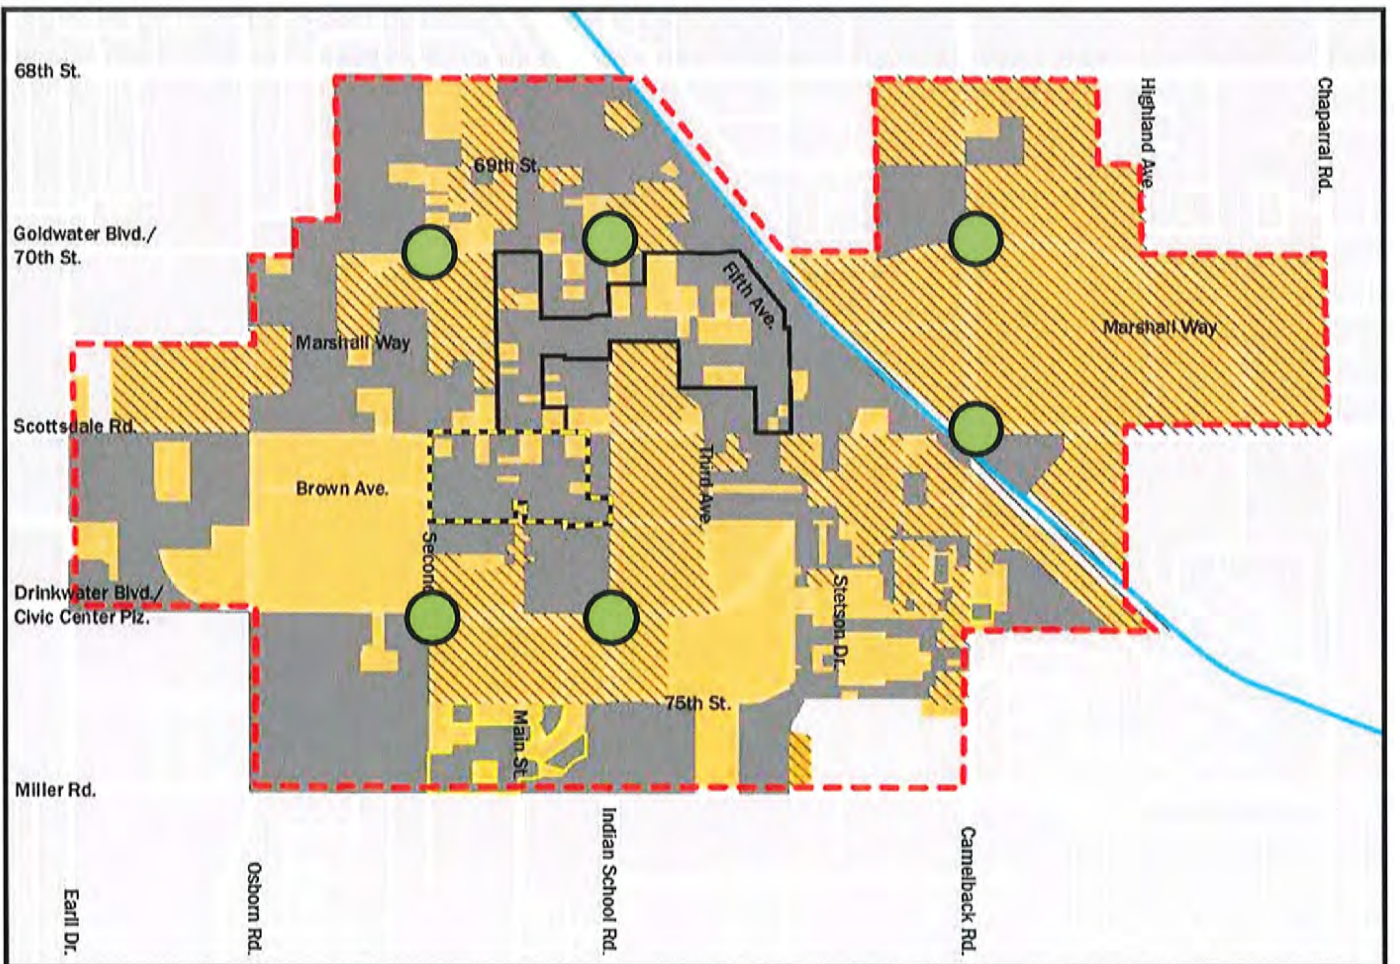 68th St.
Highland Ave.
Chaparral Rd.
69th St.
Goldwater Blvd./
70th St.
Fifth Ave.
Marshall Way
Marshall Way
Scottsdale Rd.
Third Ave.
Brown Ave.
Second
Drinkwater Blvd./
Civic Center Plz.
Stetson Dr.
75th St.
Main St.
Miller Rd.
Indian School Rd.
Camelback Rd.
Osborn Rd.
Earll Dr.